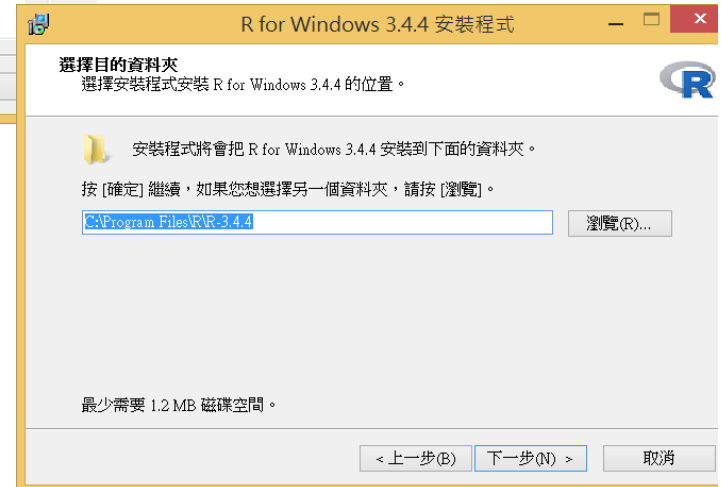 R for Windows 3.4.4 安裝程式
選擇目的資料夾
選擇安裝程式安裝 R for Windows 3.4.4 的位置。
R
安裝程式將會把 R for Windows 3.4.4 安裝到下面的資料夾。
按 [確定] 繼續，如果您想選擇另一個資料夾，請按 [瀏覽]。
C:\Program Files\R\R-3.4.4
瀏覽(R)...
最少需要 1.2 MB 磁碟空間。
< 上一步(B)
下一步(N) >
取消